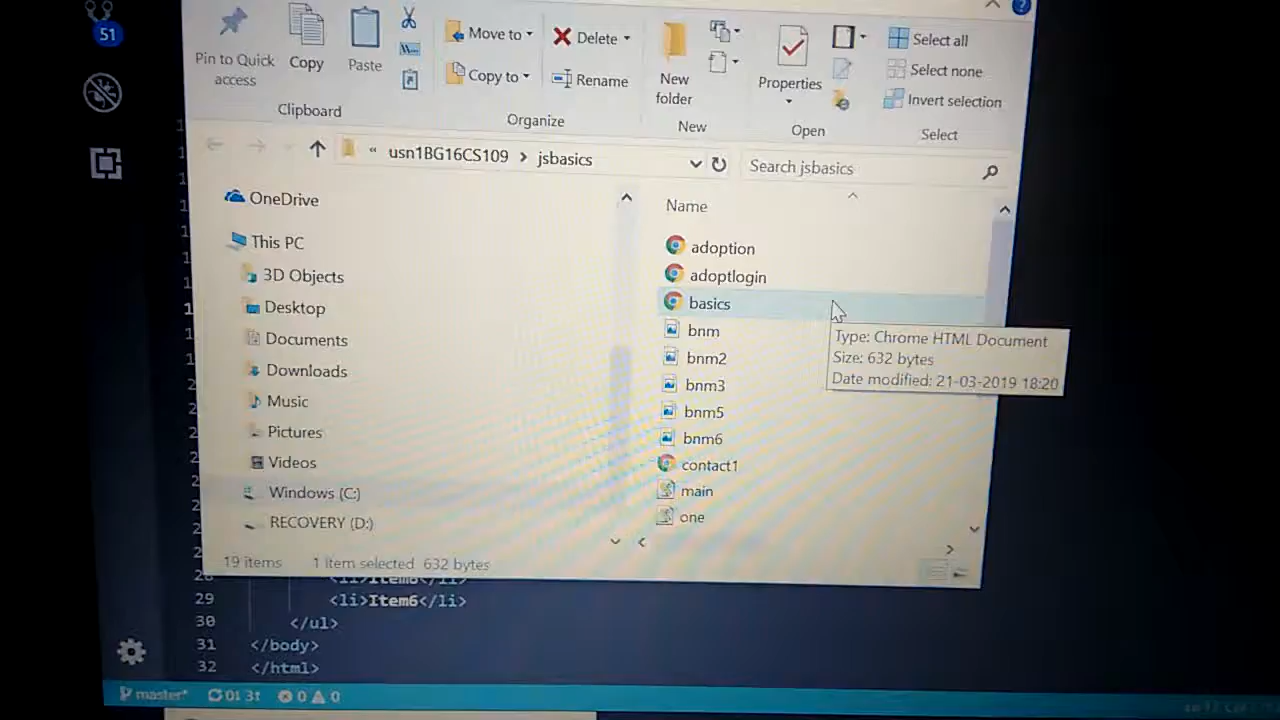 51
Pin to Quick access
Copy
Paste
Clipboard
Move to
Copy to
Delete
Rename
Organize
New folder
New
Properties
Open
Select all
Select none
Invert selection
Select
« usn1BG16CS109 > jsbasics
Search jsbasics
OneDrive
This PC
3D Objects
Desktop
Documents
Downloads
Music
Pictures
Videos
Windows (C:)
RECOVERY (D:)
Name
adoption
adoptlogin
basics
bnm
bnm2
bnm3
bnm5
bnm6
contact1
main
one
Type: Chrome HTML Document
Size: 632 bytes
Date modified: 21-03-2019 18:20
19 items 1 item selected 632 bytes
28
29 <li>Item6</li>
30 </ul>
31 </body>
32 </html>
master*
0 0